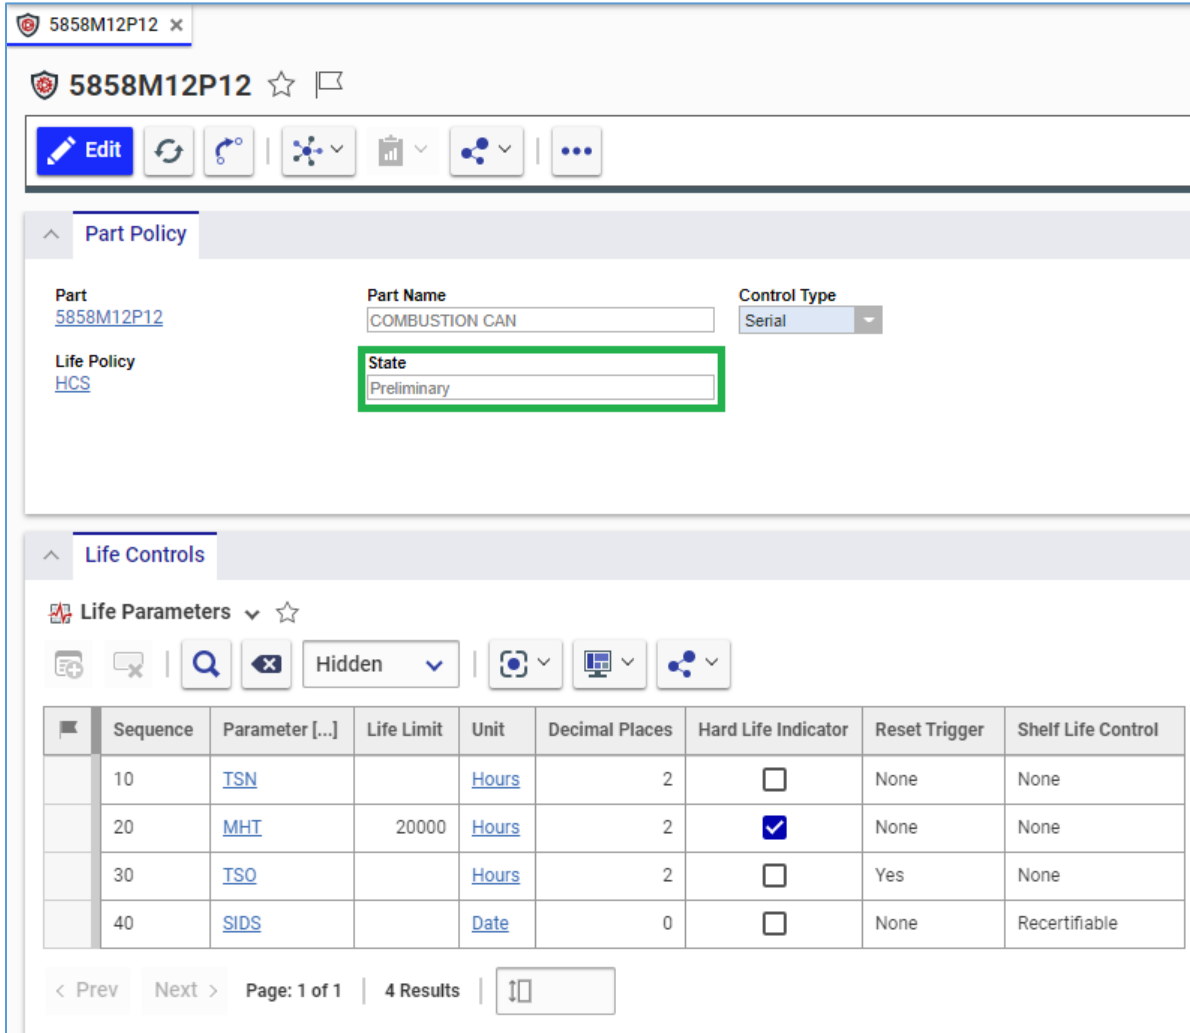 5858M12P12
5858M12P12
Edit
Part Policy
Part Part Name Control Type
5858M12P12 COMBUSTION CAN Serial
Life Policy State
HCS Preliminary
Life Controls
Life Parameters
Hidden
Sequence Parameter [...] Life Limit Unit Decimal Places Hard Life Indicator Reset Trigger Shelf Life Control
10 TSN Hours 2 None None
20 MHT 20000 Hours 2 None None
30 TSO Hours 2 Yes None
40 SIDS Date 0 None Recertifiable
< Prev Next > Page: 1 of 1 4 Results